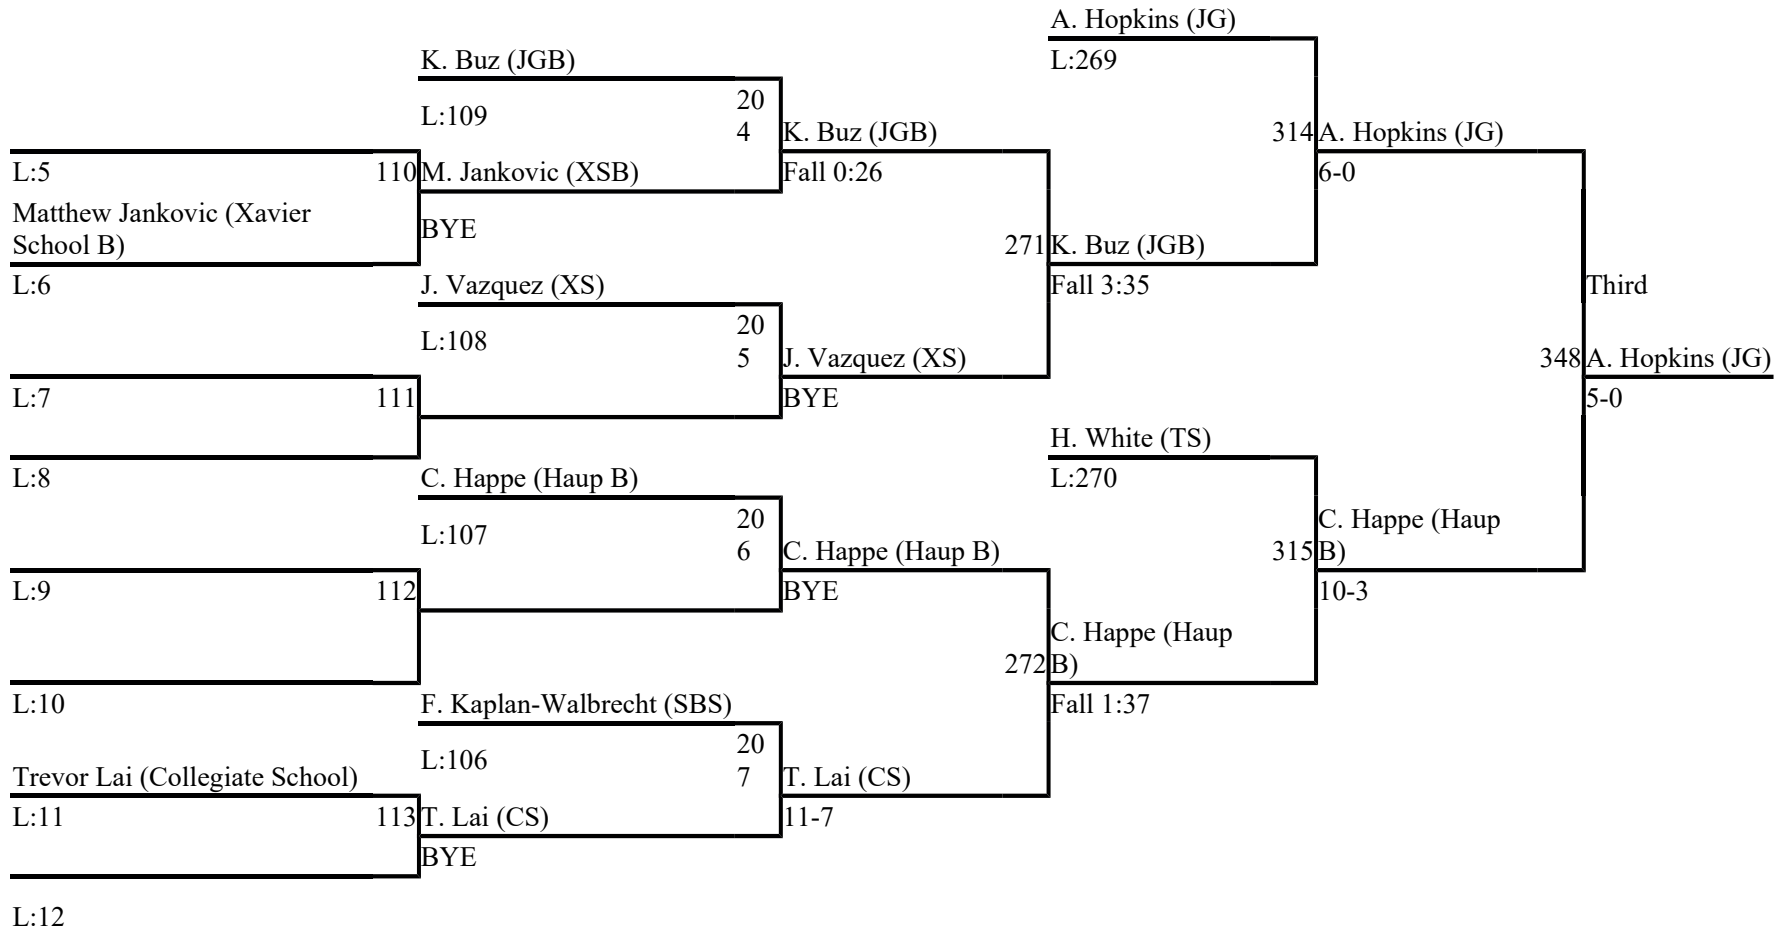 A. Hopkins (JG)
L:269
K. Buz (JGB)
L:109
20
4
K. Buz (JGB)
Fall 0:26
314
A. Hopkins (JG)
6-0
L:5
110
M. Jankovic (XSB)
BYE
Matthew Jankovic (Xavier
School B)
L:6
271
K. Buz (JGB)
Fall 3:35
J. Vazquez (XS)
L:108
20
5
J. Vazquez (XS)
BYE
L:7
111
L:8
Third
348
A. Hopkins (JG)
5-0
H. White (TS)
L:270
C. Happe (Haup B)
L:107
20
6
C. Happe (Haup B)
BYE
315
C. Happe (Haup
B)
10-3
L:9
112
L:10
272
C. Happe (Haup
B)
Fall 1:37
F. Kaplan-Walbrecht (SBS)
L:106
20
7
T. Lai (CS)
11-7
Trevor Lai (Collegiate School)
L:11
113
T. Lai (CS)
BYE
L:12